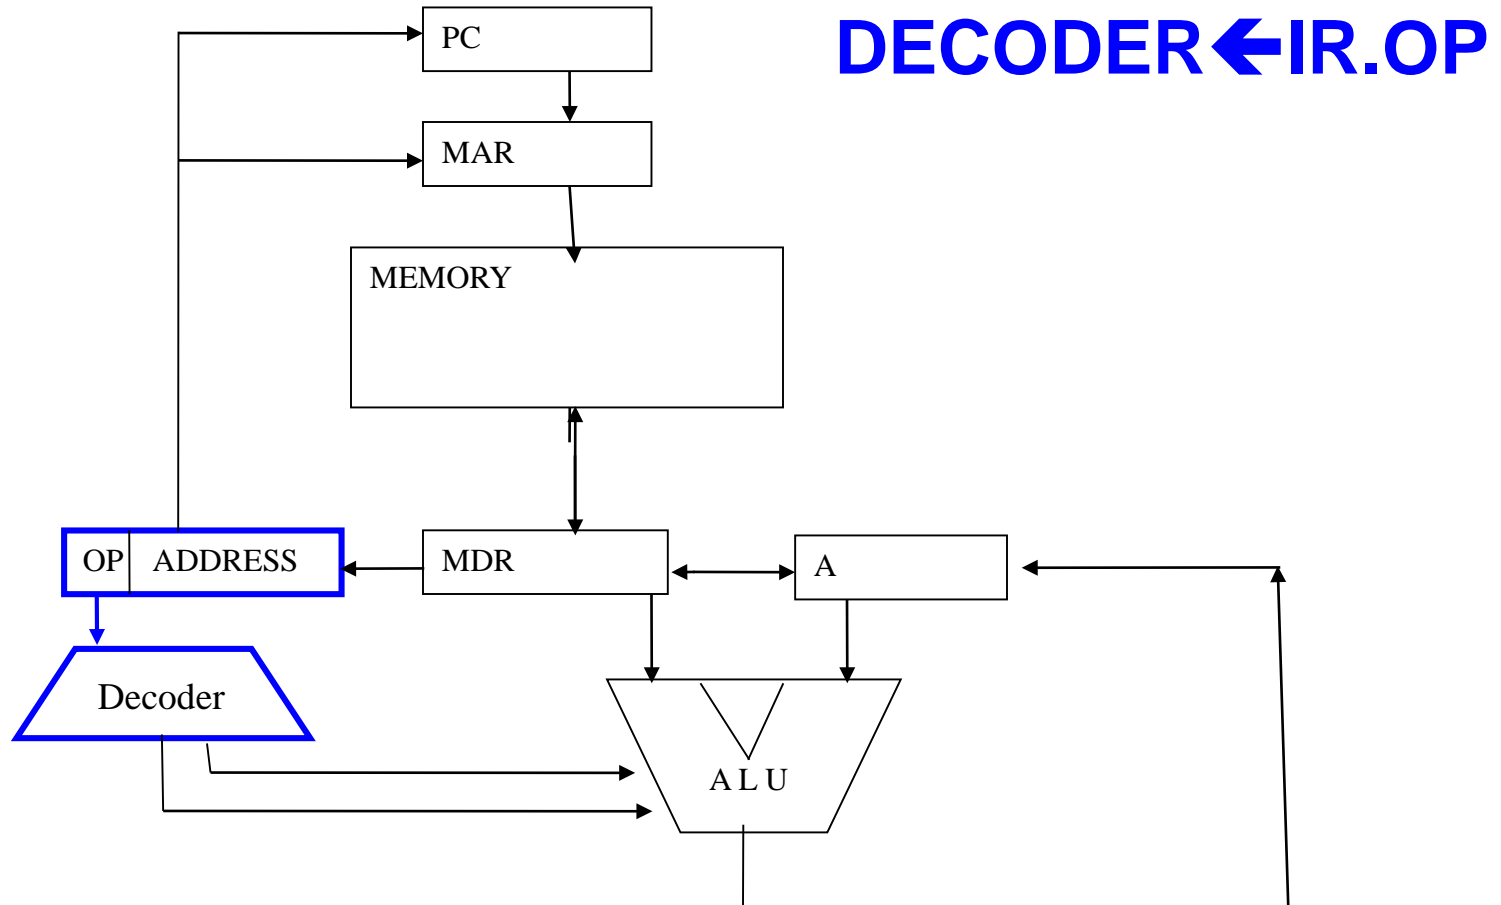 PC
DECODER←IR.OP
MAR
MEMORY
OP ADDRESS
MDR
A
Decoder
A L U